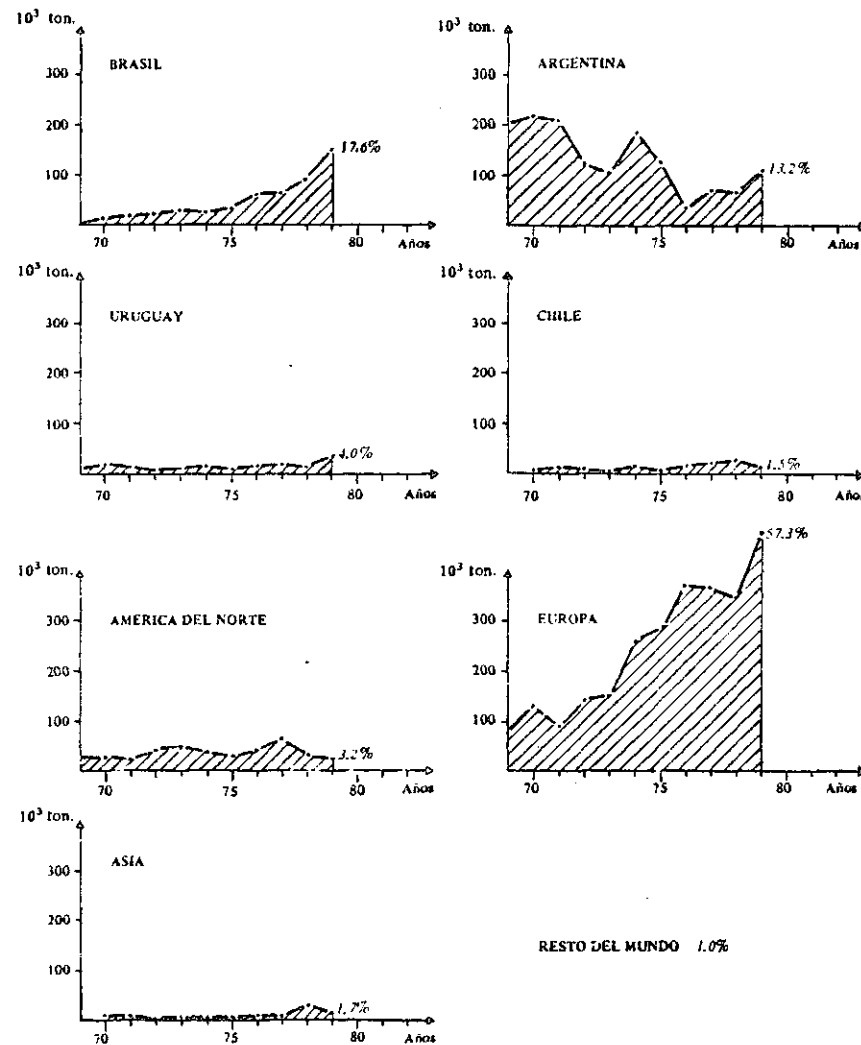 10³ ton.
BRASIL
300
200
100
17.6%
70
75
80
Años
10³ ton.
ARGENTINA
300
200
100
13.2%
70
75
80
Años
10³ ton.
URUGUAY
300
200
100
4.0%
70
75
80
Años
10³ ton.
CHILE
300
200
100
1.5%
70
75
80
Años
10³ ton.
AMERICA DEL NORTE
300
200
100
3.2%
70
75
80
Años
10³ ton.
EUROPA
57.3%
300
200
100
70
75
80
Años
10³ ton.
ASIA
300
200
100
1.7%
70
75
80
Años
RESTO DEL MUNDO 1.0%